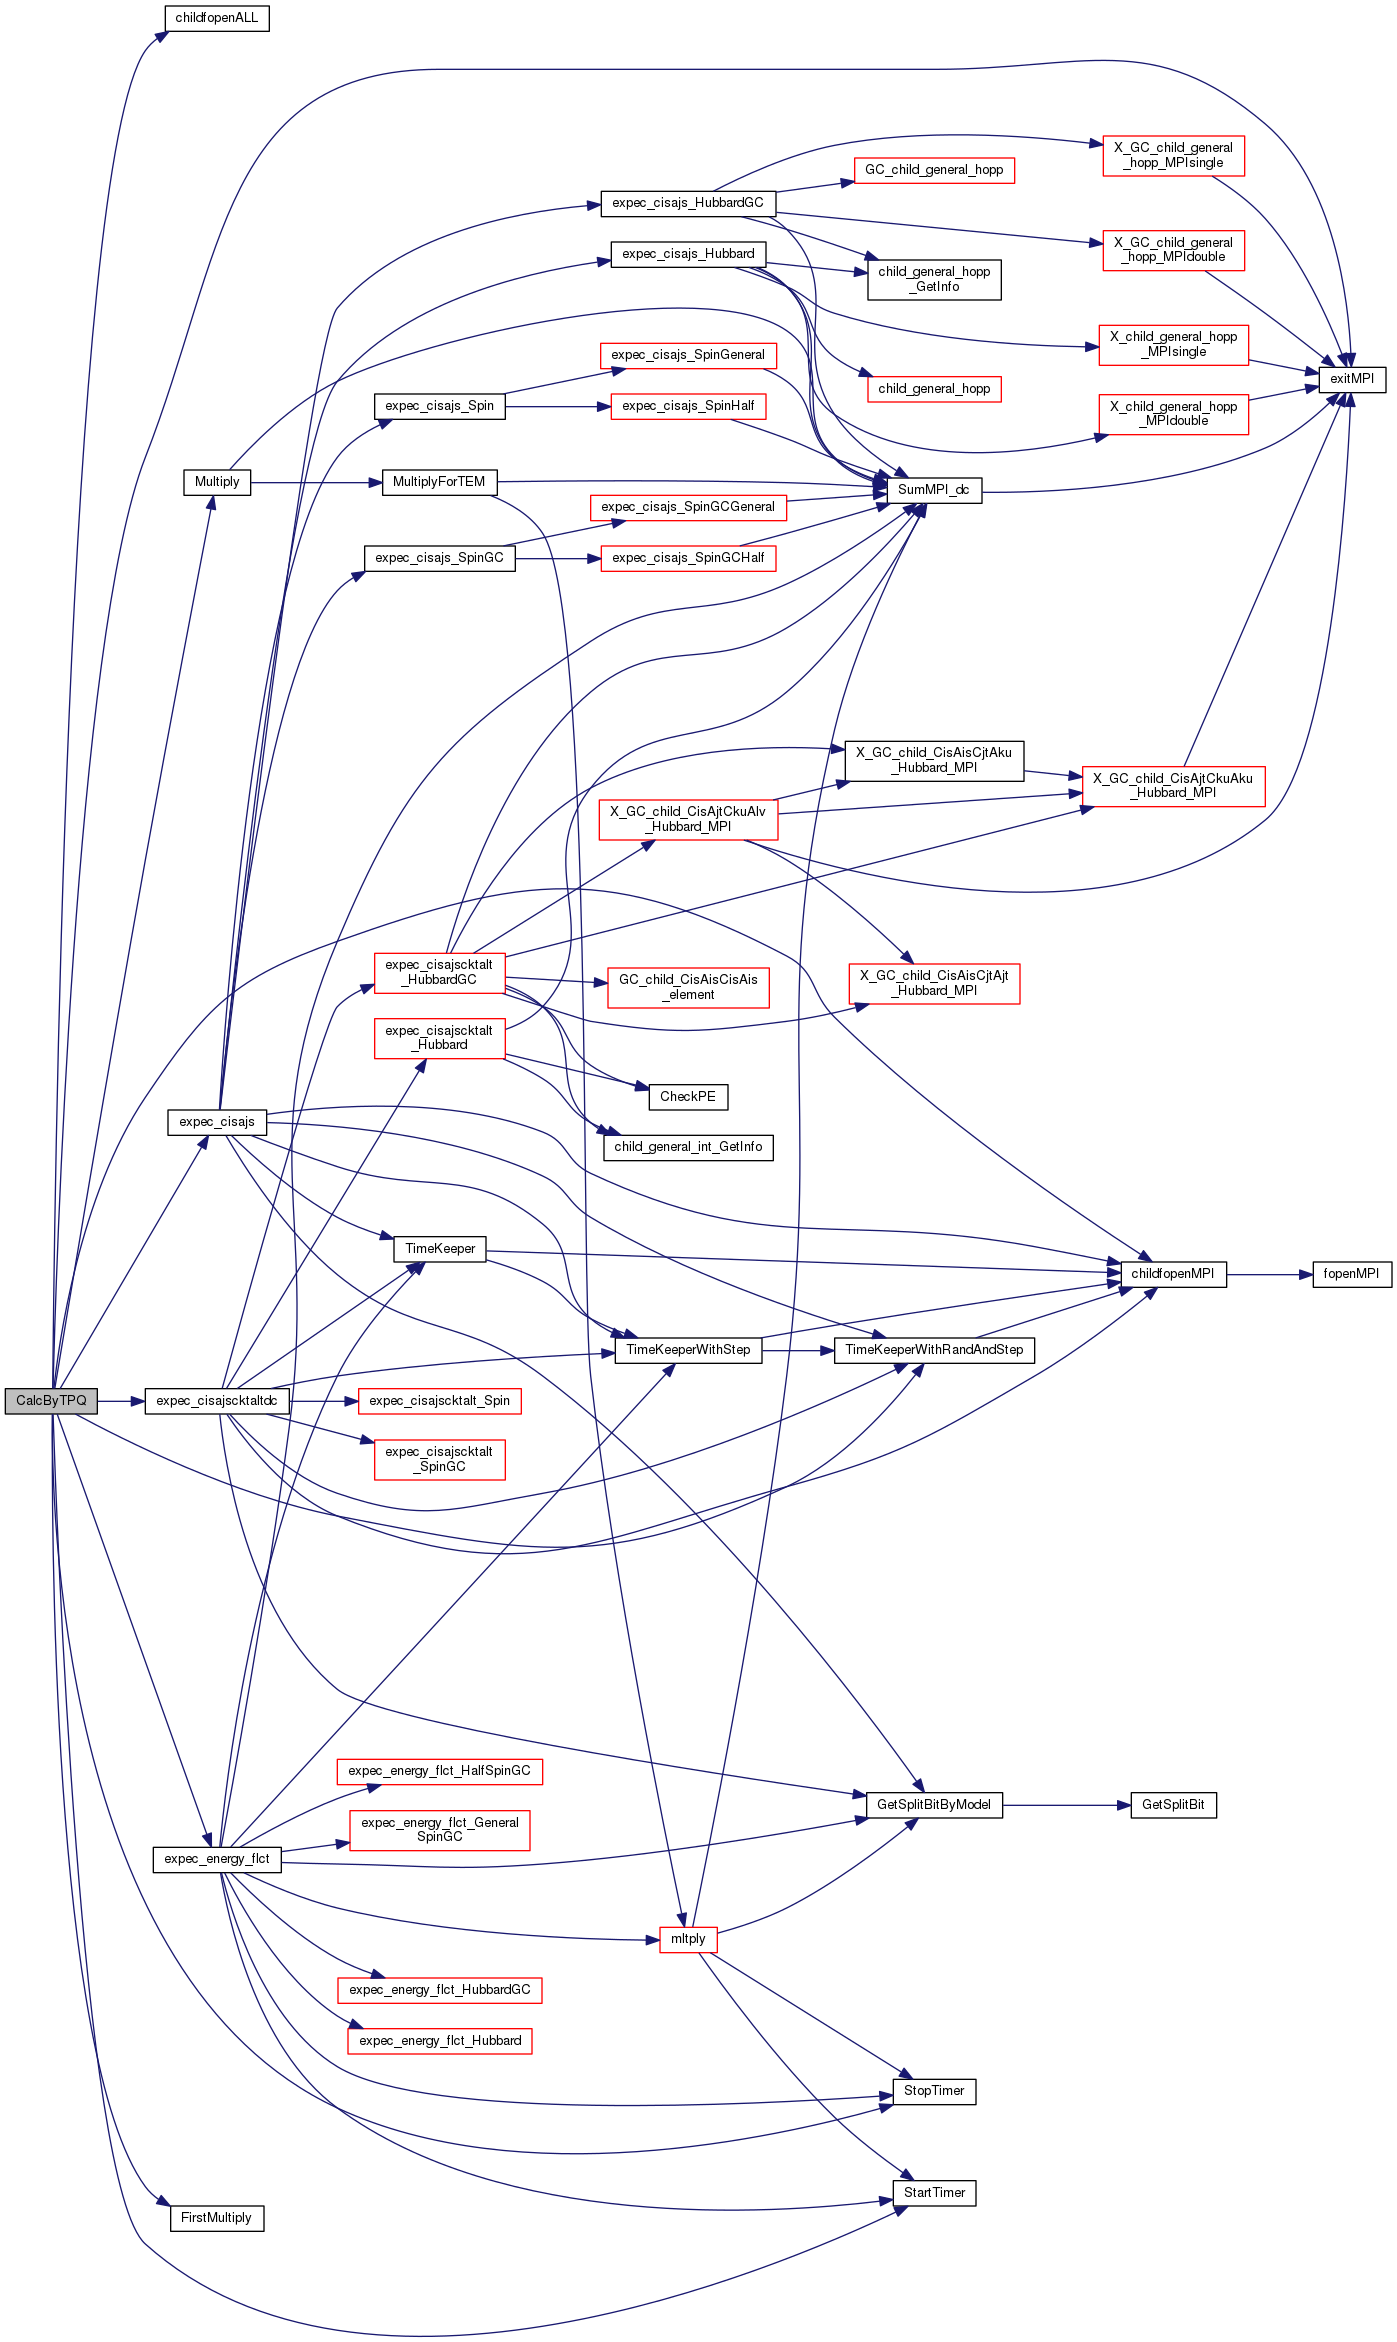 childfopenALL
X_GC_child_general
_hopp_MPIsingle
GC_child_general_hopp
expec_cisajs_HubbardGC
X_GC_child_general
_hopp_MPIdouble
expec_cisajs_Hubbard
child_general_hopp
_GetInfo
X_child_general_hopp
_MPIsingle
expec_cisajs_SpinGeneral
exitMPI
child_general_hopp
expec_cisajs_Spin
expec_cisajs_SpinHalf
X_child_general_hopp
_MPIdouble
Multiply
MultiplyForTEM
SumMPI_dc
expec_cisajs_SpinGCGeneral
expec_cisajs_SpinGC
expec_cisajs_SpinGCHalf
X_GC_child_CisAisCjtAku
_Hubbard_MPI
X_GC_child_CisAjtCkuAku
_Hubbard_MPI
X_GC_child_CisAjtCkuAlv
_Hubbard_MPI
expec_cisajscktalt
_HubbardGC
GC_child_CisAisCisAis
_element
X_GC_child_CisAisCjtAjt
_Hubbard_MPI
expec_cisajscktalt
_Hubbard
CheckPE
expec_cisajs
child_general_int_GetInfo
TimeKeeper
childfopenMPI
fopenMPI
TimeKeeperWithStep
TimeKeeperWithRandAndStep
CalcByTPQ
expec_cisajscktaltdc
expec_cisajscktalt_Spin
expec_cisajscktalt
_SpinGC
expec_energy_flct_HalfSpinGC
GetSplitBitByModel
GetSplitBit
expec_energy_flct_General
SpinGC
expec_energy_flct
mltply
expec_energy_flct_HubbardGC
expec_energy_flct_Hubbard
StopTimer
StartTimer
FirstMultiply